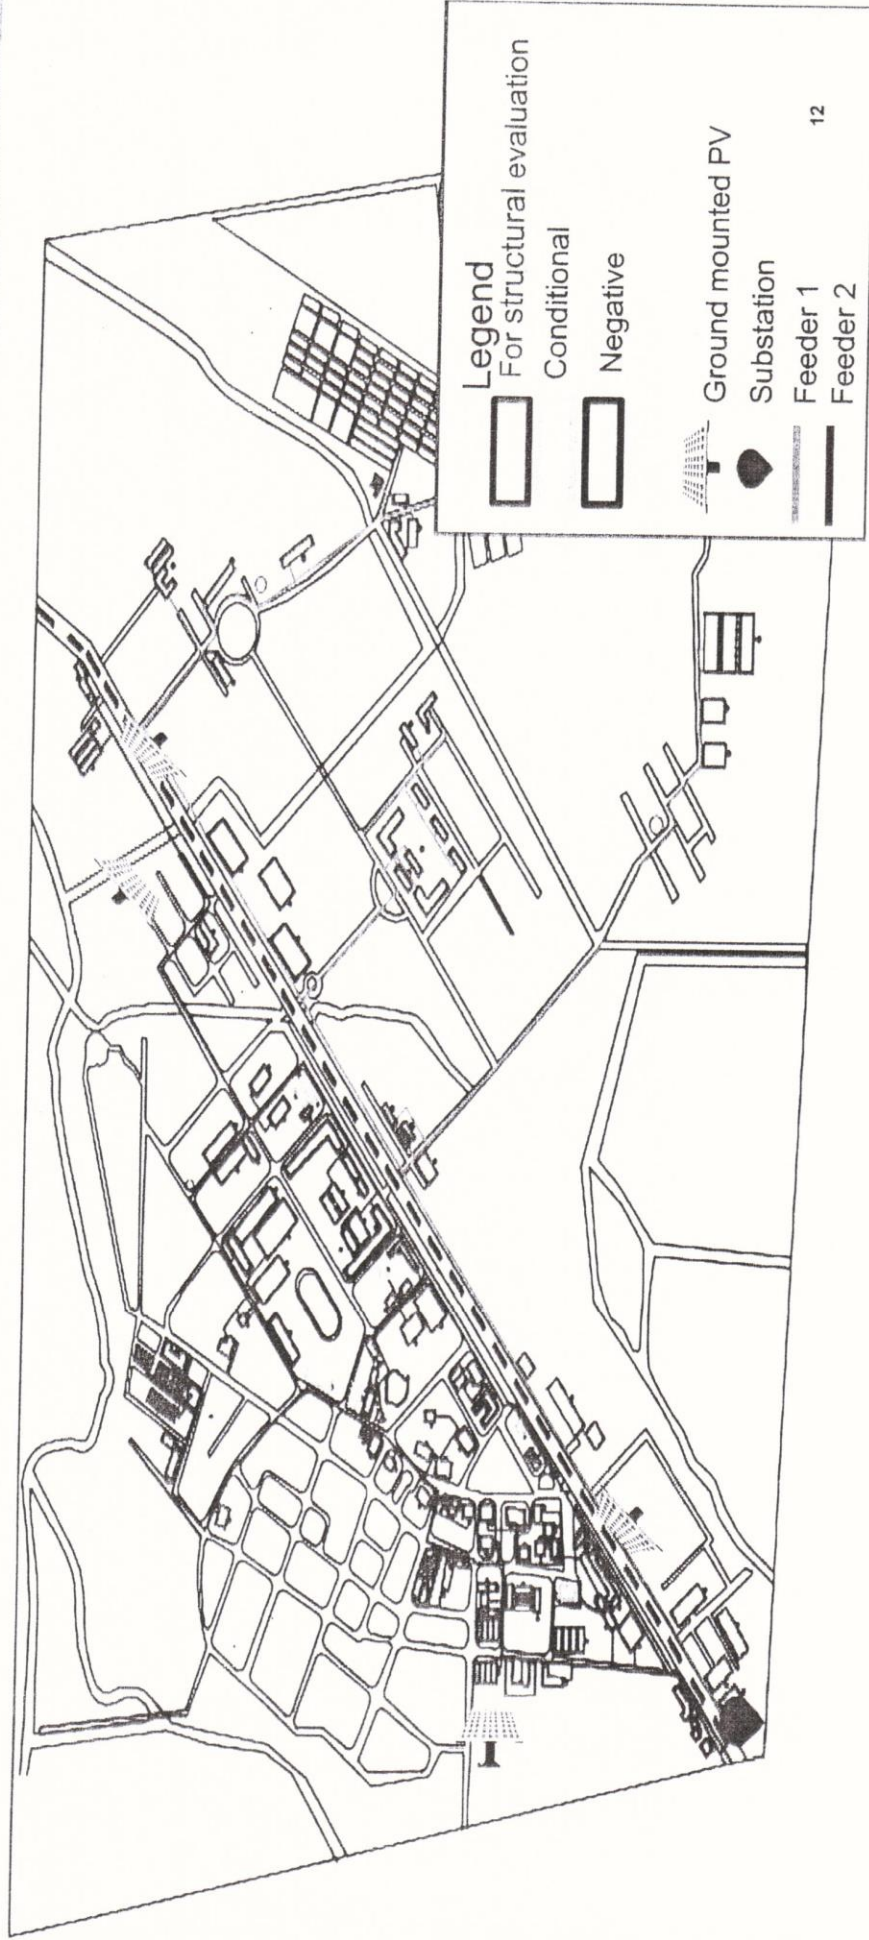 Legend
For structural evaluation
Conditional
Negative
Ground mounted PV
Substation
Feeder 1
Feeder 2
12